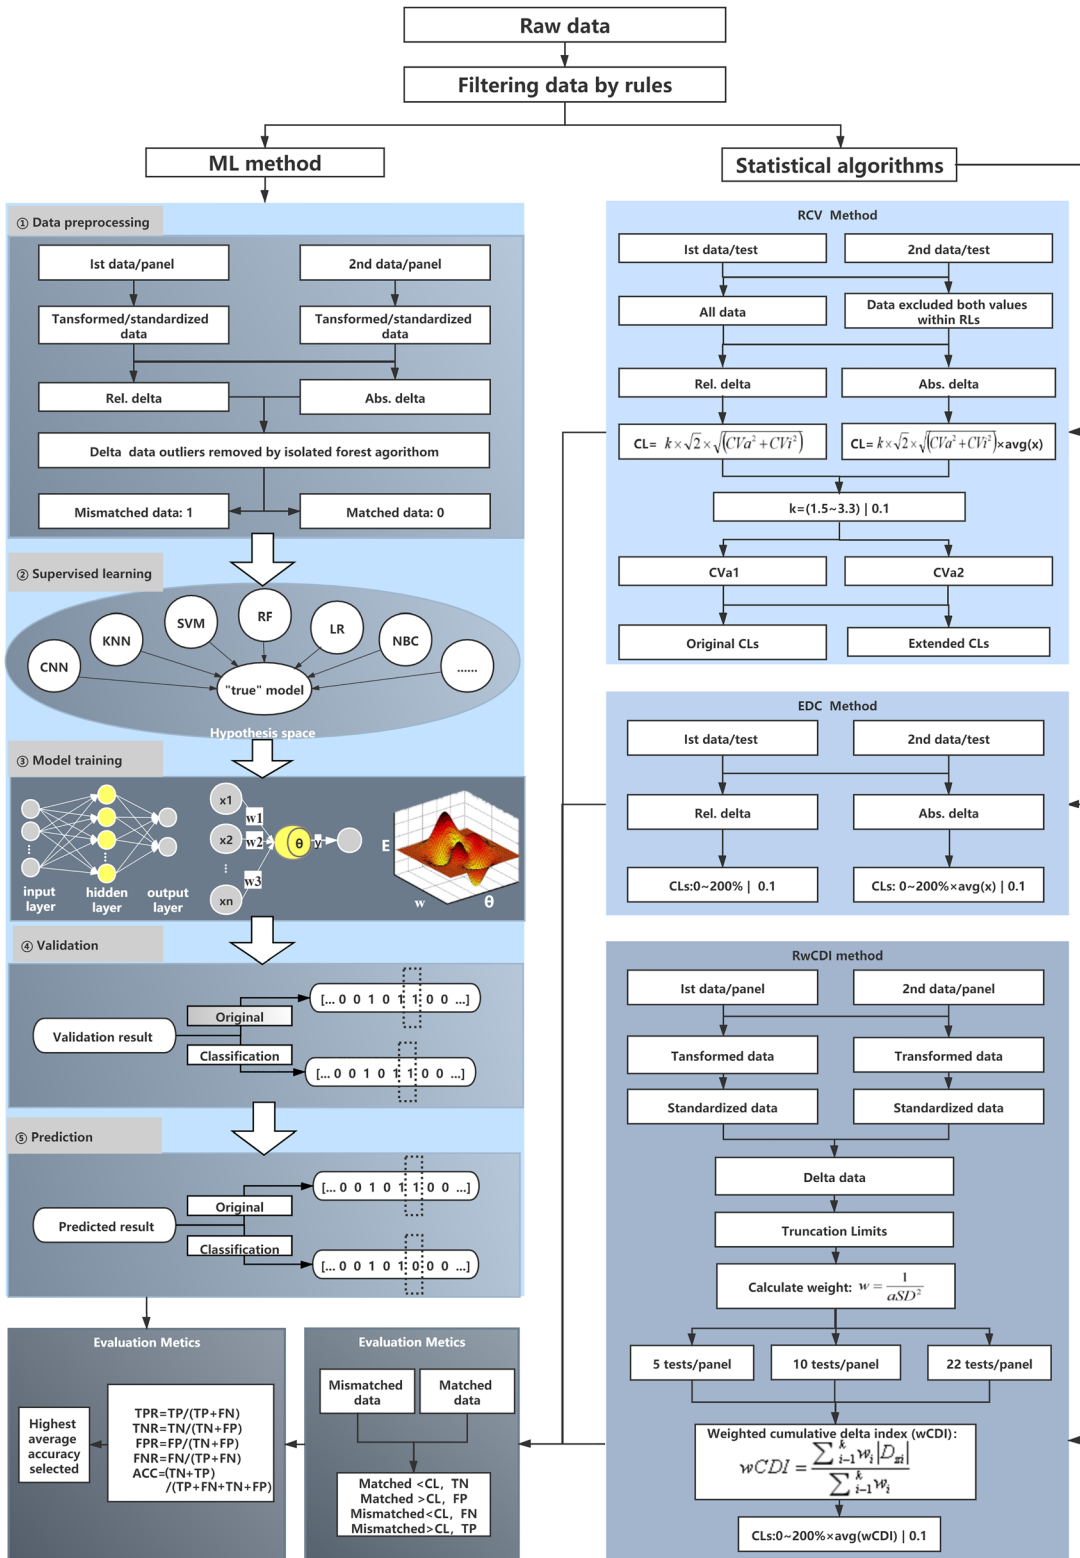 Raw data
Filtering data by rules
ML method
① Data preprocessing
Ist data/panel
2nd data/panel
Tansformed/standardized
data
Tansformed/standardized
data
Rel. delta
Abs. delta
Delta data outliers removed by isolated forest agorithom
Mismatched data: 1
Matched data: 0
② Supervised learning
CNN
KNN
SVM
RF
LR
NBC
......
"true" model
Hypothesis space
③ Model training
input
layer
hidden
layer
output
layer
x1
x2
xn
w1
w2
w3
θ
y
E
w
θ
④ Validation
Validation result
Original
Classification
[... 0 0 1 0 1 1 0 0 ...]
[... 0 0 1 0 1 1 0 0 ...]
⑤ Prediction
Predicted result
Original
Classification
[... 0 0 1 0 1 1 0 0 ...]
[... 0 0 1 0 1 0 0 0 ...]
Evaluation Metics
Highest
average
accuracy
selected
TPR=TP/(TP+FN)
TNR=TN/(TN+FP)
FPR=FP/(TN+FP)
FNR=FN/(TP+FN)
ACC=(TN+TP)
/(TP+FN+TN+FP)
Evaluation Metics
Mismatched
data
Matched
data
Matched <CL, TN
Matched >CL, FP
Mismatched<CL, FN
Mismatched>CL, TP
Statistical algorithms
RCV Method
Ist data/test
2nd data/test
All data
Data excluded both values
within RLs
Rel. delta
Abs. delta
CL= k×√2×√(CVa²+CVi²)
CL= k×√2×√(CVa²+CVi²)×avg(x)
k=(1.5~3.3) | 0.1
CVa1
CVa2
Original CLs
Extended CLs
EDC Method
Ist data/test
2nd data/test
Rel. delta
Abs. delta
CLs:0~200% | 0.1
CLs: 0~200%×avg(x) | 0.1
RwCDI method
Ist data/panel
2nd data/panel
Tansformed data
Transformed data
Standardized data
Standardized data
Delta data
Truncation Limits
Calculate weight: w = 1/aSD²
5 tests/panel
10 tests/panel
22 tests/panel
Weighted cumulative delta index (wCDI):
wCDI = ∑ᵏᵢ₋₁ wᵢ|Dzi| / ∑ᵏᵢ₋₁ wᵢ
CLs:0~200%×avg(wCDI) | 0.1